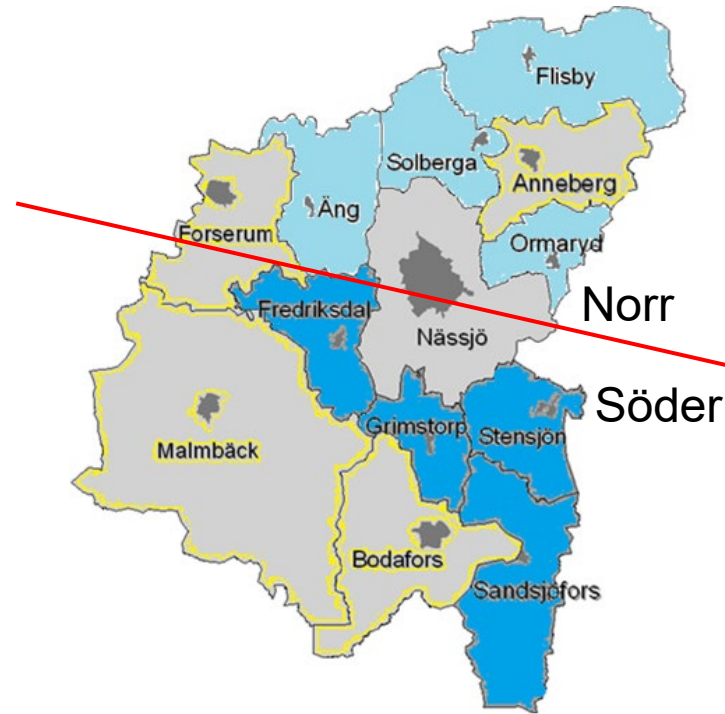 Flisby
Solberga
Anneberg
Äng
Forserum
Ormaryd
Norr
Fredriksdal
Nässjö
Söder
Grimstorp
Stensjön
Malmbäck
Bodafors
Sandsjöfors